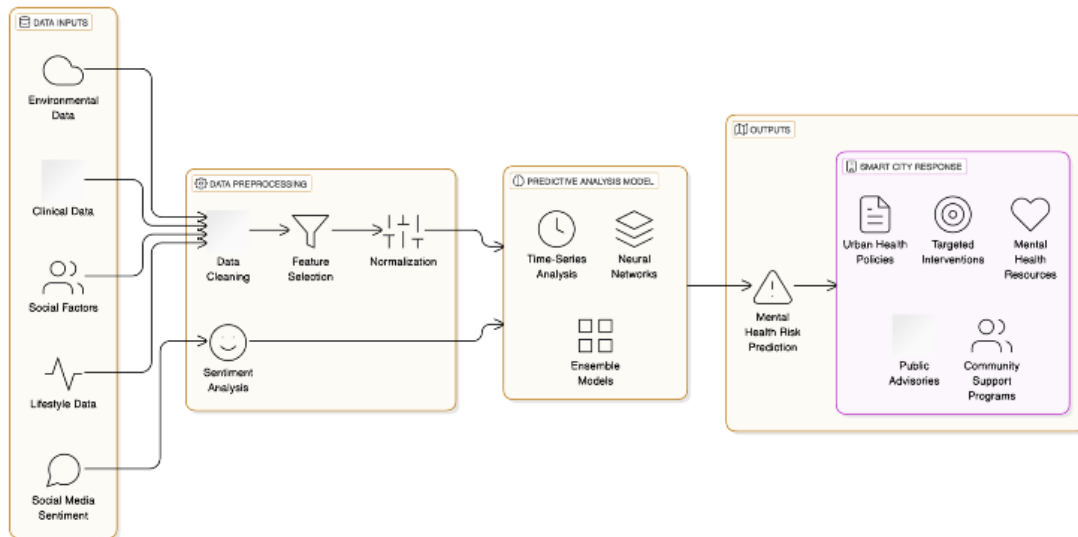 DATA INPUTS
Environmental
Data
Clinical Data
Social Factors
Lifestyle Data
Social Media
Sentiment
DATA PREPROCESSING
Data
Cleaning
Feature
Selection
Normalization
Sentiment
Analysis
PREDICTIVE ANALYSIS MODEL
Time-Series
Analysis
Neural
Networks
Ensemble
Models
OUTPUTS
Mental
Health Risk
Prediction
SMART CITY RESPONSE
Urban Health
Policies
Targeted
Interventions
Mental
Health
Resources
Public
Advisories
Community
Support
Programs